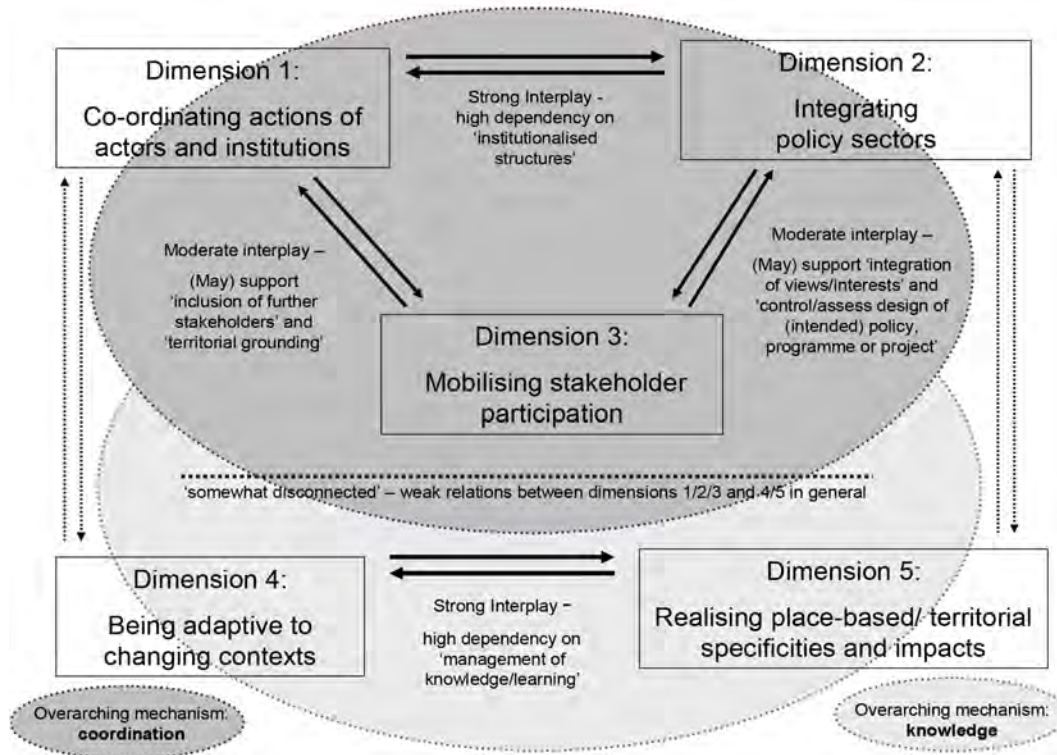 Dimension 1:
Co-ordinating actions of
actors and institutions
Strong Interplay -
high dependency on
'institutionalised
structures'
Dimension 2:
Integrating
policy sectors
Moderate interplay –
(May) support
'inclusion of further
stakeholders' and
'territorial grounding'
Moderate interplay –
(May) support 'integration
of views/interests' and
'control/assess design of
(intended) policy,
programme or project'
Dimension 3:
Mobilising stakeholder
participation
'somewhat disconnected' – weak relations between dimensions 1/2/3 and 4/5 in general
Dimension 4:
Being adaptive to
changing contexts
Strong Interplay –
high dependency on
'management of
knowledge/learning'
Dimension 5:
Realising place-based/ territorial
specificities and impacts
Overarching mechanism:
coordination
Overarching mechanism:
knowledge